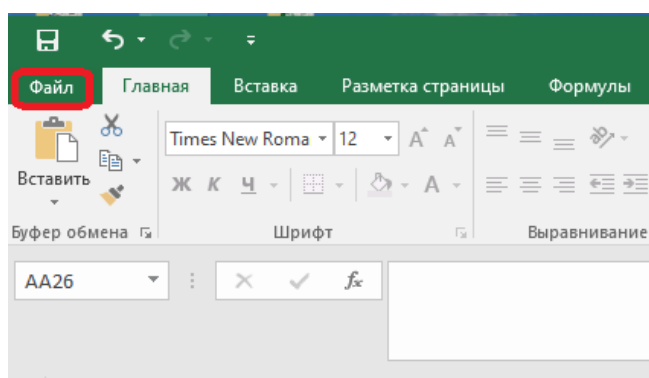 Файл Главная Вставка Разметка страницы Формулы
Times New Roma 12 A A
Вставить Ж К Ч А
Буфер обмена Шрифт Выравнивание
AA26 fx